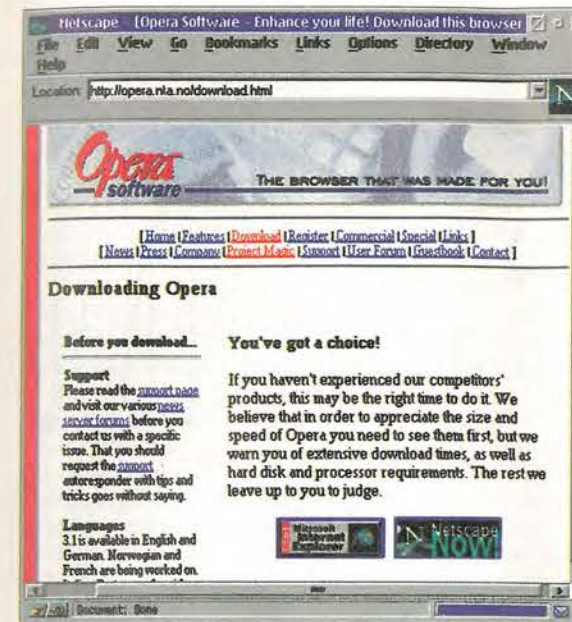 Netscape - [Opera Software - Enhance your life! Download this browser
File Edit View Go Bookmarks Links Options Directory Window
Help
Location: http://opera.nta.no/download.html
N
Opera
software
THE BROWSER THAT WAS MADE FOR YOU!
[ Home | Features | Download | Register | Commercial | Special | Links ]
[ News | Press | Company | Project Magic | Support | User Forum | Guestbook | Contact ]
Downloading Opera
Before you download...
Support
Please read the support page
and visit our various news
server forums before you
contact us with a specific
issue. That you should
request the support
autoresponder with tips and
tricks goes without saying.
Languages
3.1 is available in English and
German. Norwegian and
French are being worked on.
You've got a choice!
If you haven't experienced our competitors'
products, this may be the right time to do it. We
believe that in order to appreciate the size and
speed of Opera you need to see them first, but we
warn you of extensive download times, as well as
hard disk and processor requirements. The rest we
leave up to you to judge.
Microsoft
Internet
Explorer
N Netscape
NOW!
Document: Done